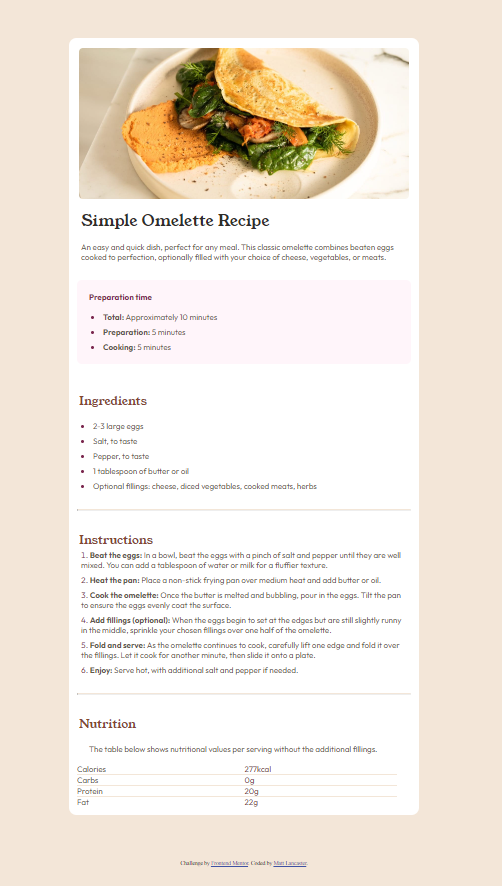 Simple Omelette Recipe
An easy and quick dish, perfect for any meal. This classic omelette combines beaten eggs
cooked to perfection, optionally filled with your choice of cheese, vegetables, or meats.
Preparation time
• Total: Approximately 10 minutes
• Preparation: 5 minutes
• Cooking: 5 minutes
Ingredients
• 2-3 large eggs
• Salt, to taste
• Pepper, to taste
• 1 tablespoon of butter or oil
• Optional fillings: cheese, diced vegetables, cooked meats, herbs
Instructions
1. Beat the eggs: In a bowl, beat the eggs with a pinch of salt and pepper until they are well
mixed. You can add a tablespoon of water or milk for a fluffier texture.
2. Heat the pan: Place a non-stick frying pan over medium heat and add butter or oil.
3. Cook the omelette: Once the butter is melted and bubbling, pour in the eggs. Tilt the pan
to ensure the eggs evenly coat the surface.
4. Add fillings (optional): When the eggs begin to set at the edges but are still slightly runny
in the middle, sprinkle your chosen fillings over one half of the omelette.
5. Fold and serve: As the omelette continues to cook, carefully lift one edge and fold it over
the fillings. Let it cook for another minute, then slide it onto a plate.
6. Enjoy: Serve hot, with additional salt and pepper if needed.
Nutrition
The table below shows nutritional values per serving without the additional fillings.
Calories 277kcal
Carbs 0g
Protein 20g
Fat 22g
Challenge by Frontend Mentor. Coded by Matt Lancaster.